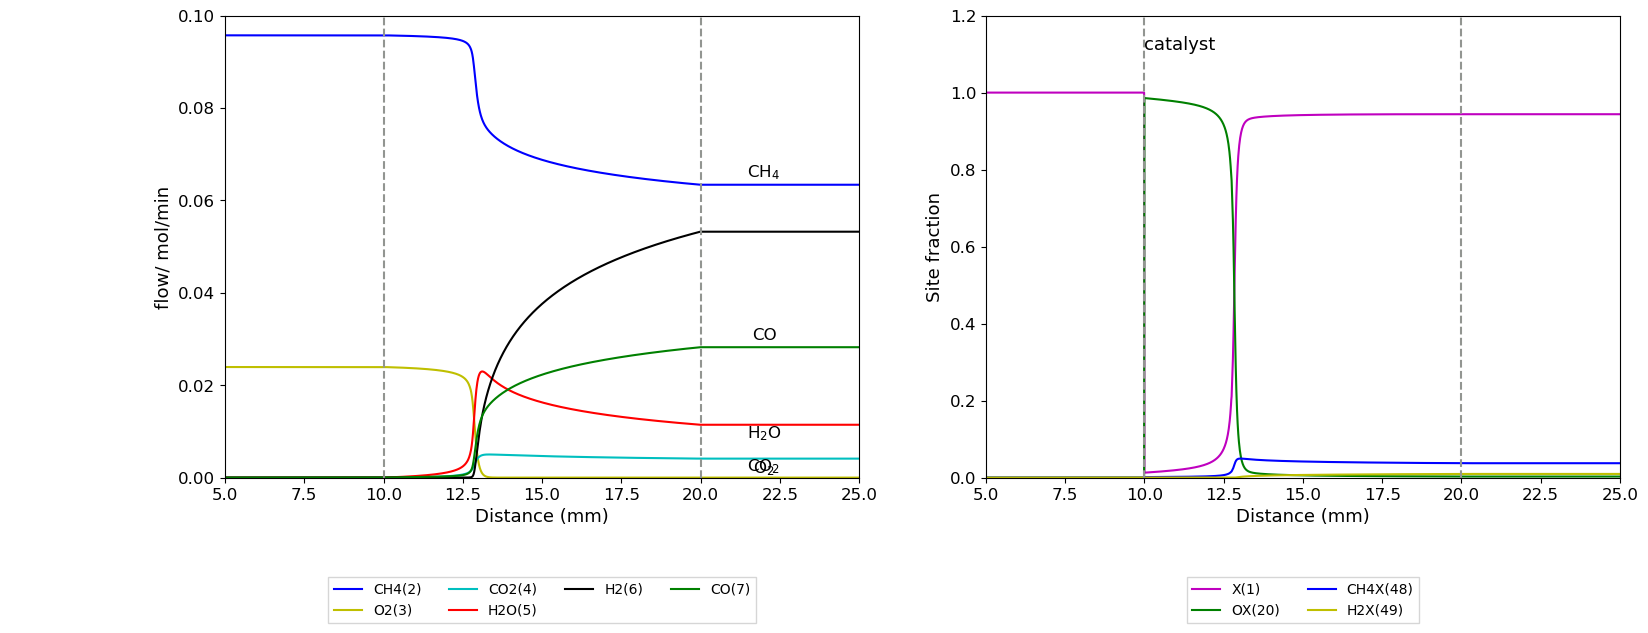 0.10
0.08
0.06
0.04
0.02
0.00
flow/ mol/min
CH₄
CO
H₂O
CO₂
O₂
5.0 7.5 10.0 12.5 15.0 17.5 20.0 22.5 25.0
Distance (mm)
CH4(2) CO2(4) H2(6) CO(7)
O2(3) H2O(5)
1.2
1.0
0.8
0.6
0.4
0.2
0.0
Site fraction
catalyst
5.0 7.5 10.0 12.5 15.0 17.5 20.0 22.5 25.0
Distance (mm)
X(1) CH4X(48)
OX(20) H2X(49)